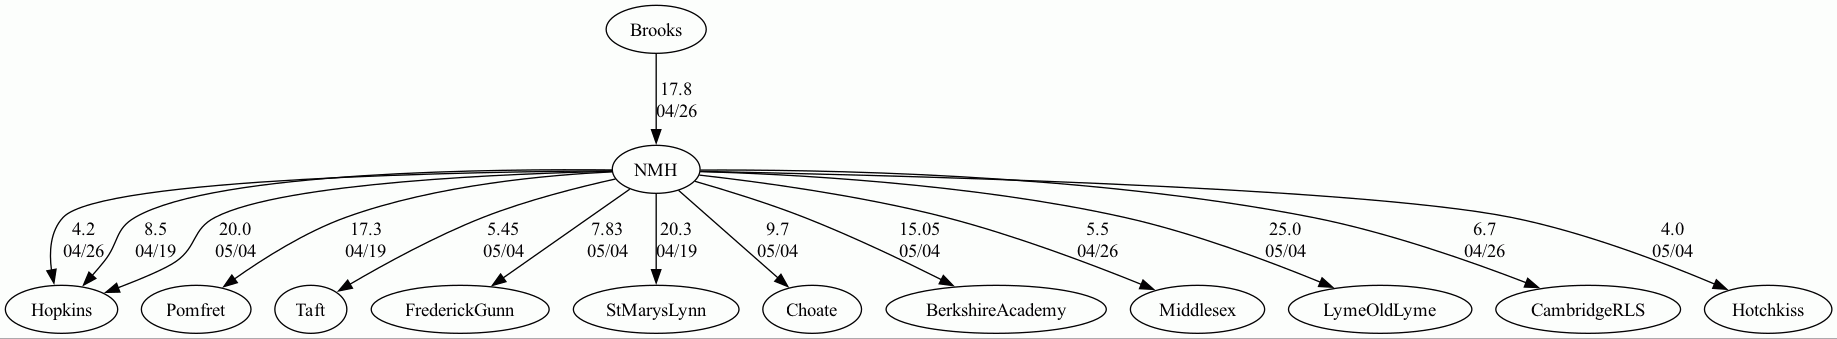 Brooks
17.8
04/26
NMH
4.2
04/26
8.5
04/19
20.0
05/04
17.3
04/19
5.45
05/04
7.83
05/04
20.3
04/19
9.7
05/04
15.05
05/04
5.5
04/26
25.0
05/04
6.7
04/26
4.0
05/04
Hopkins
Pomfret
Taft
FrederickGunn
StMarysLynn
Choate
BerkshireAcademy
Middlesex
LymeOldLyme
CambridgeRLS
Hotchkiss